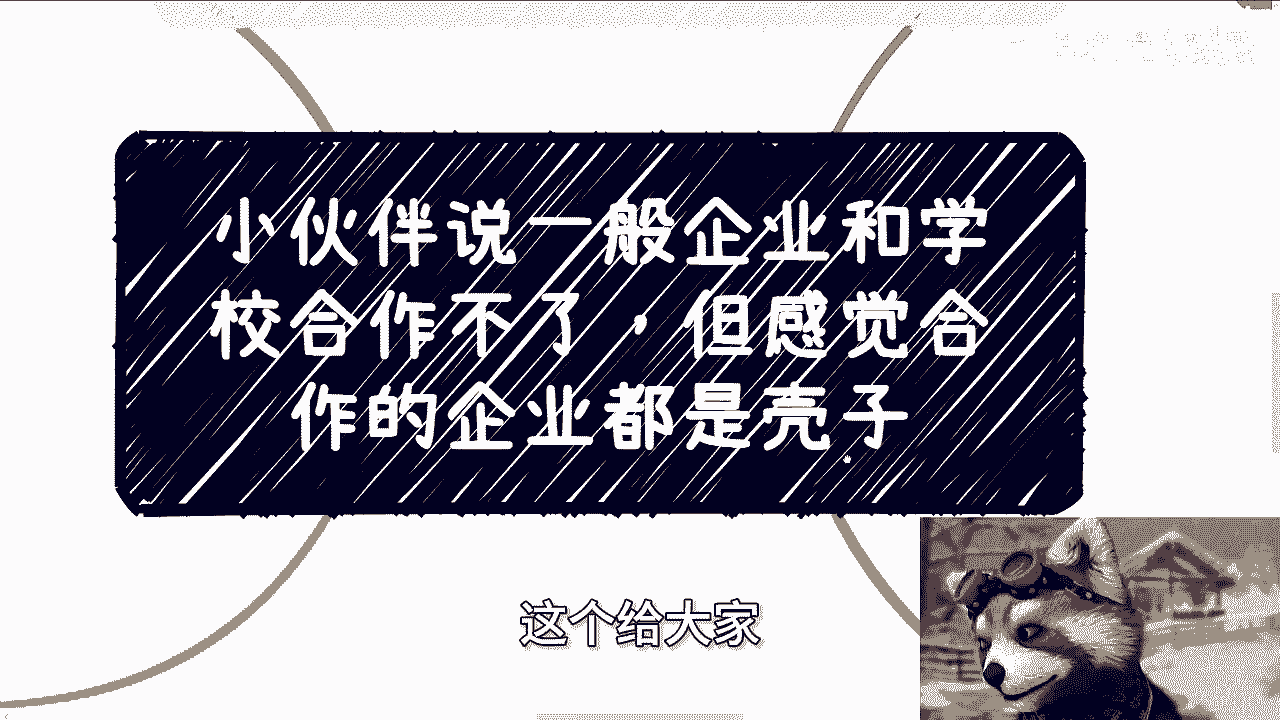 小伙伴说一般企业和学
校合作不了，但感觉合
作的企业都是壳子
这个给大家